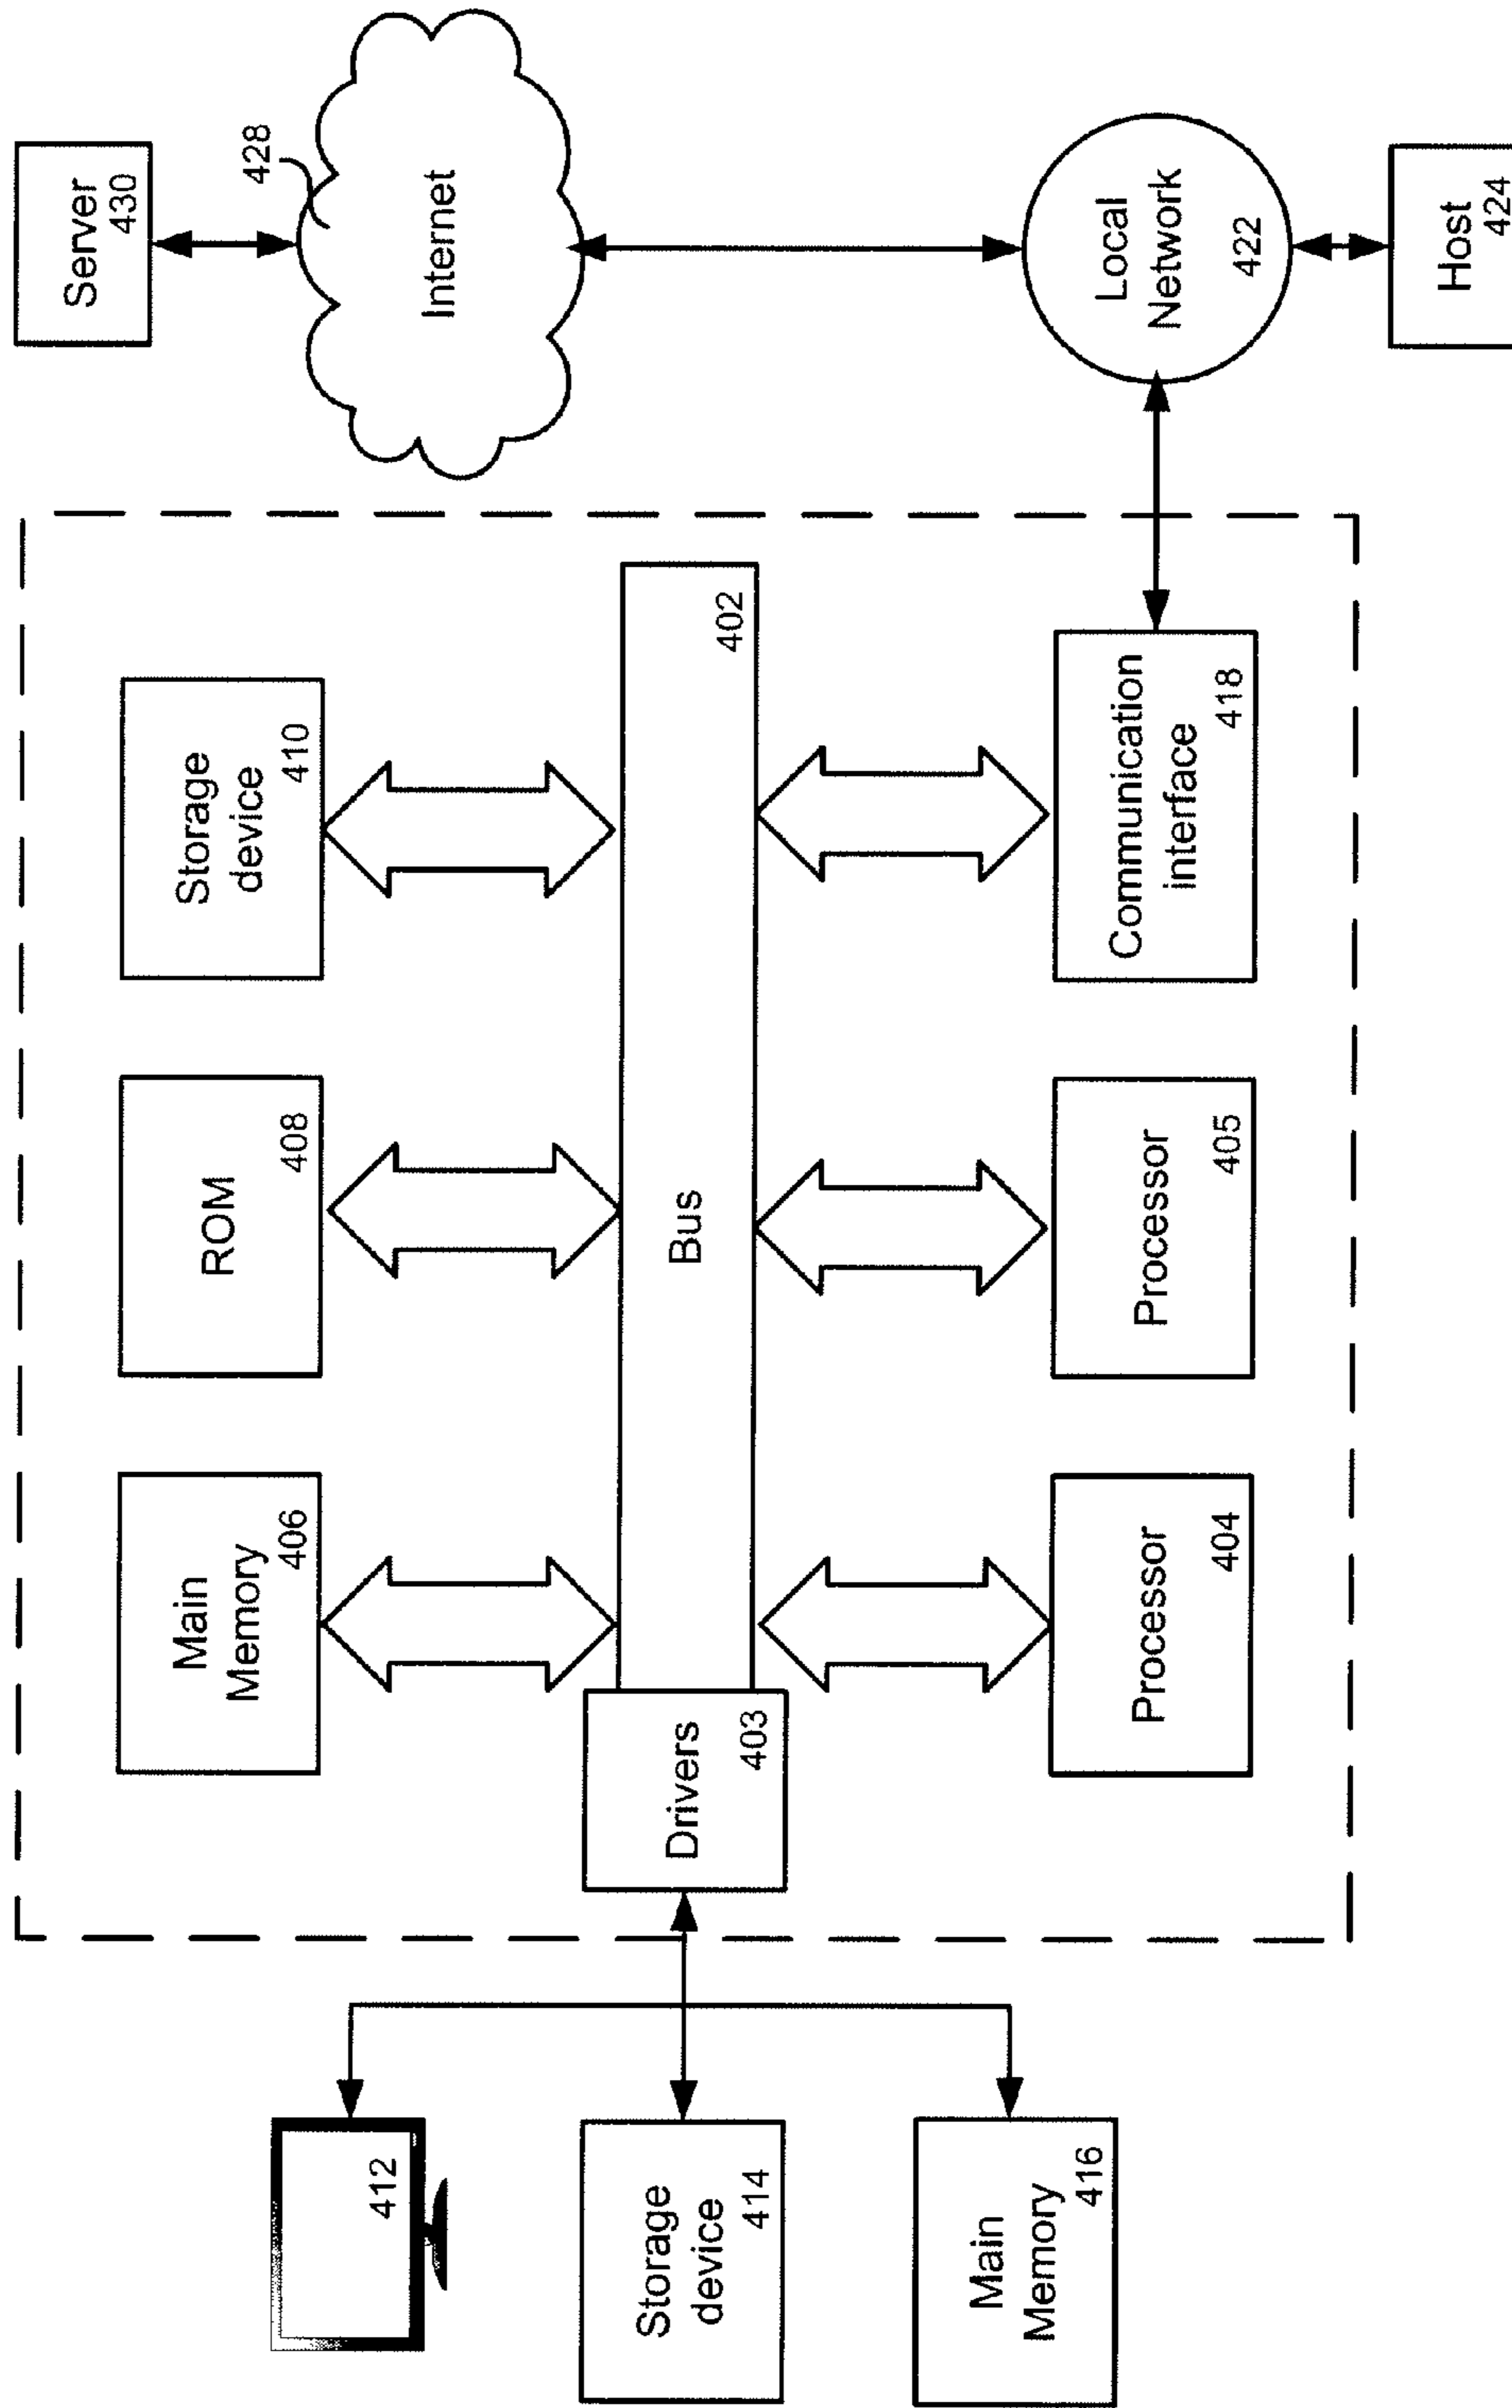 412
Storage
device
414
Main
Memory
416
Main
Memory
406
ROM
408
Storage
device
410
Drivers
403
Bus
402
Processor
404
Processor
405
Communication
interface
418
Server
430
428
Internet
Local
Network
422
Host
424